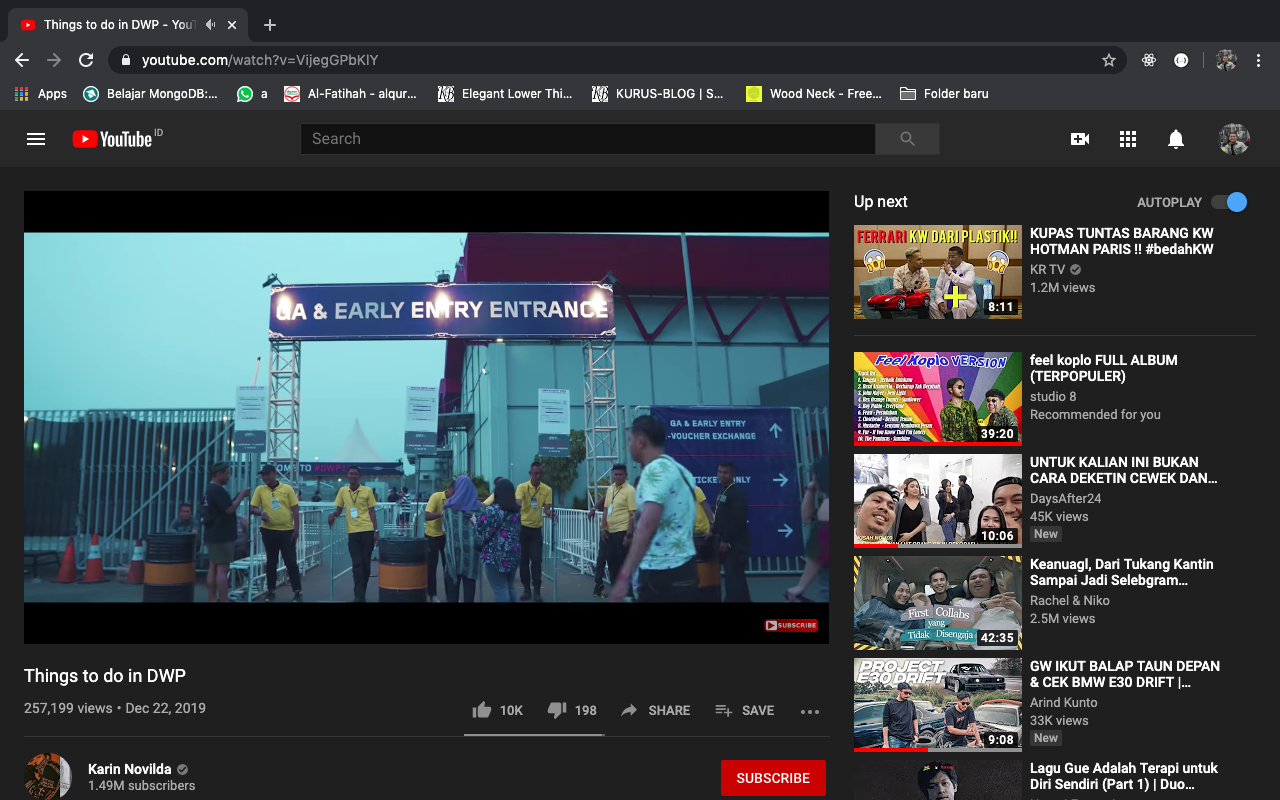 Things to do in DWP - YouT
youtube.com/watch?v=VijegGPbKlY
Apps
Belajar MongoDB:...
a
Al-Fatihah - alqur...
Elegant Lower Thi...
KURUS-BLOG | S...
Wood Neck - Free...
Folder baru
YouTube ID
Search
GA & EARLY ENTRY ENTRANCE
GA & EARLY ENTRY
-VOUCHER EXCHANGE
TICKET ONLY
OME TO #DWP1
SUBSCRIBE
Things to do in DWP
257,199 views • Dec 22, 2019
10K
198
SHARE
SAVE
Karin Novilda
1.49M subscribers
SUBSCRIBE
Up next
AUTOPLAY
FERRARI KW DARI PLASTIK!!
8:11
KUPAS TUNTAS BARANG KW
HOTMAN PARIS !! #bedahKW
KR TV
1.2M views
Feel Koplo VERSION
39:20
feel koplo FULL ALBUM
(TERPOPULER)
studio 8
Recommended for you
10:06
UNTUK KALIAN INI BUKAN
CARA DEKETIN CEWEK DAN...
DaysAfter24
45K views
New
First Collabs
yang
Tidak Disengaja
42:35
Keanuagl, Dari Tukang Kantin
Sampai Jadi Selebgram...
Rachel & Niko
2.5M views
PROJECT
E30 DRIFT
9:08
GW IKUT BALAP TAUN DEPAN
& CEK BMW E30 DRIFT |...
Arind Kunto
33K views
New
Lagu Gue Adalah Terapi untuk
Diri Sendiri (Part 1) | Duo...